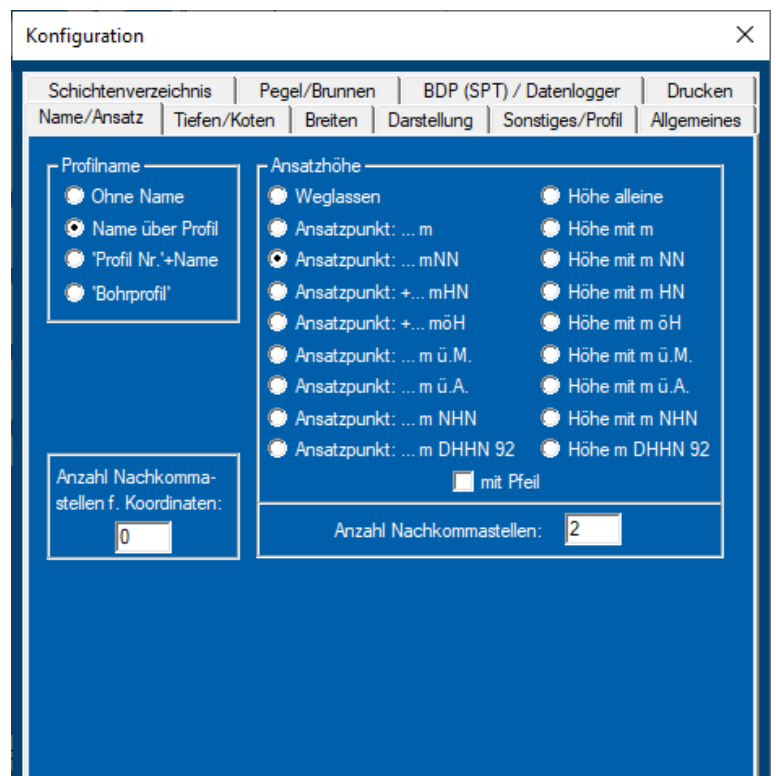 Konfiguration
Schichtenverzeichnis Pegel/Brunnen BDP (SPT) / Datenlogger Drucken
Name/Ansatz Tiefen/Koten Breiten Darstellung Sonstiges/Profil Allgemeines
Profilname
Ohne Name
Name über Profil
'Profil Nr.'+Name
'Bohrprofil'
Ansatzhöhe
Weglassen Höhe alleine
Ansatzpunkt: ... m Höhe mit m
Ansatzpunkt: ... mNN Höhe mit m NN
Ansatzpunkt: +... mHN Höhe mit m HN
Ansatzpunkt: +... möH Höhe mit m öH
Ansatzpunkt: ... m ü.M. Höhe mit m ü.M.
Ansatzpunkt: ... m ü.A. Höhe mit m ü.A.
Ansatzpunkt: ... m NHN Höhe mit m NHN
Ansatzpunkt: ... m DHHN 92 Höhe m DHHN 92
mit Pfeil
Anzahl Nachkommastellen: 2
Anzahl Nachkomma-
stellen f. Koordinaten:
0